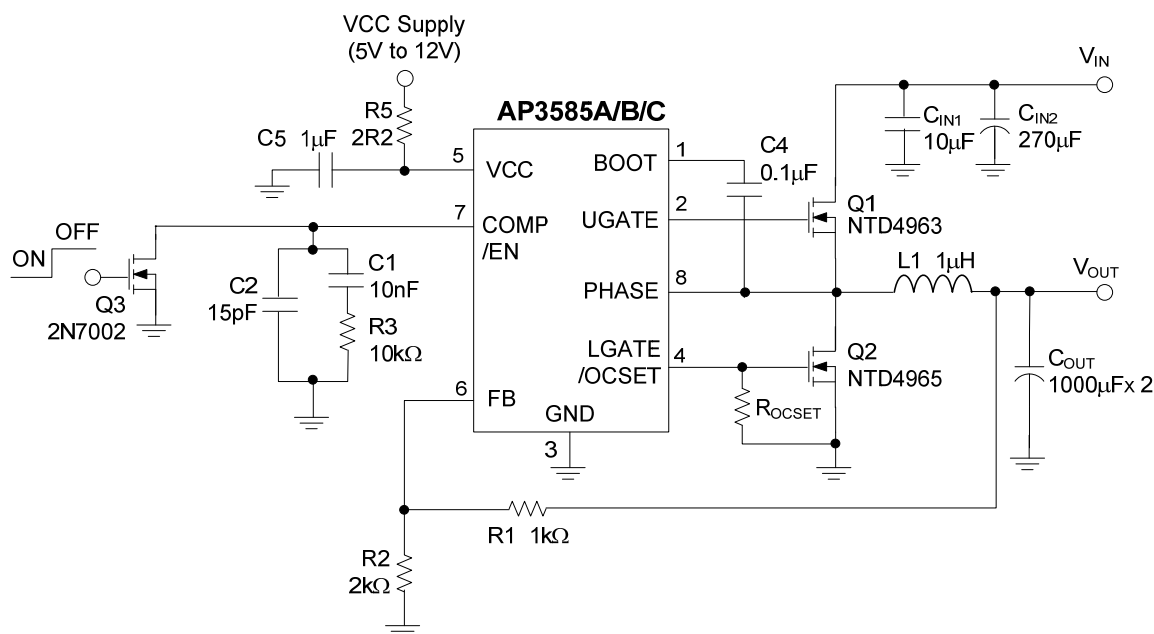 VCC Supply
(5V to 12V)
R5
2R2
C5 1µF
AP3585A/B/C
V_IN
C_IN1
10µF
C_IN2
270µF
5
VCC
BOOT
1
C4
0.1µF
7
COMP
/EN
UGATE
2
Q1
NTD4963
ON
OFF
Q3
2N7002
C2
15pF
C1
10nF
R3
10kΩ
PHASE
8
L1 1µH
V_OUT
LGATE
/OCSET
4
Q2
NTD4965
R_OCSET
C_OUT
1000µFx 2
6
FB
GND
3
R1 1kΩ
R2
2kΩ